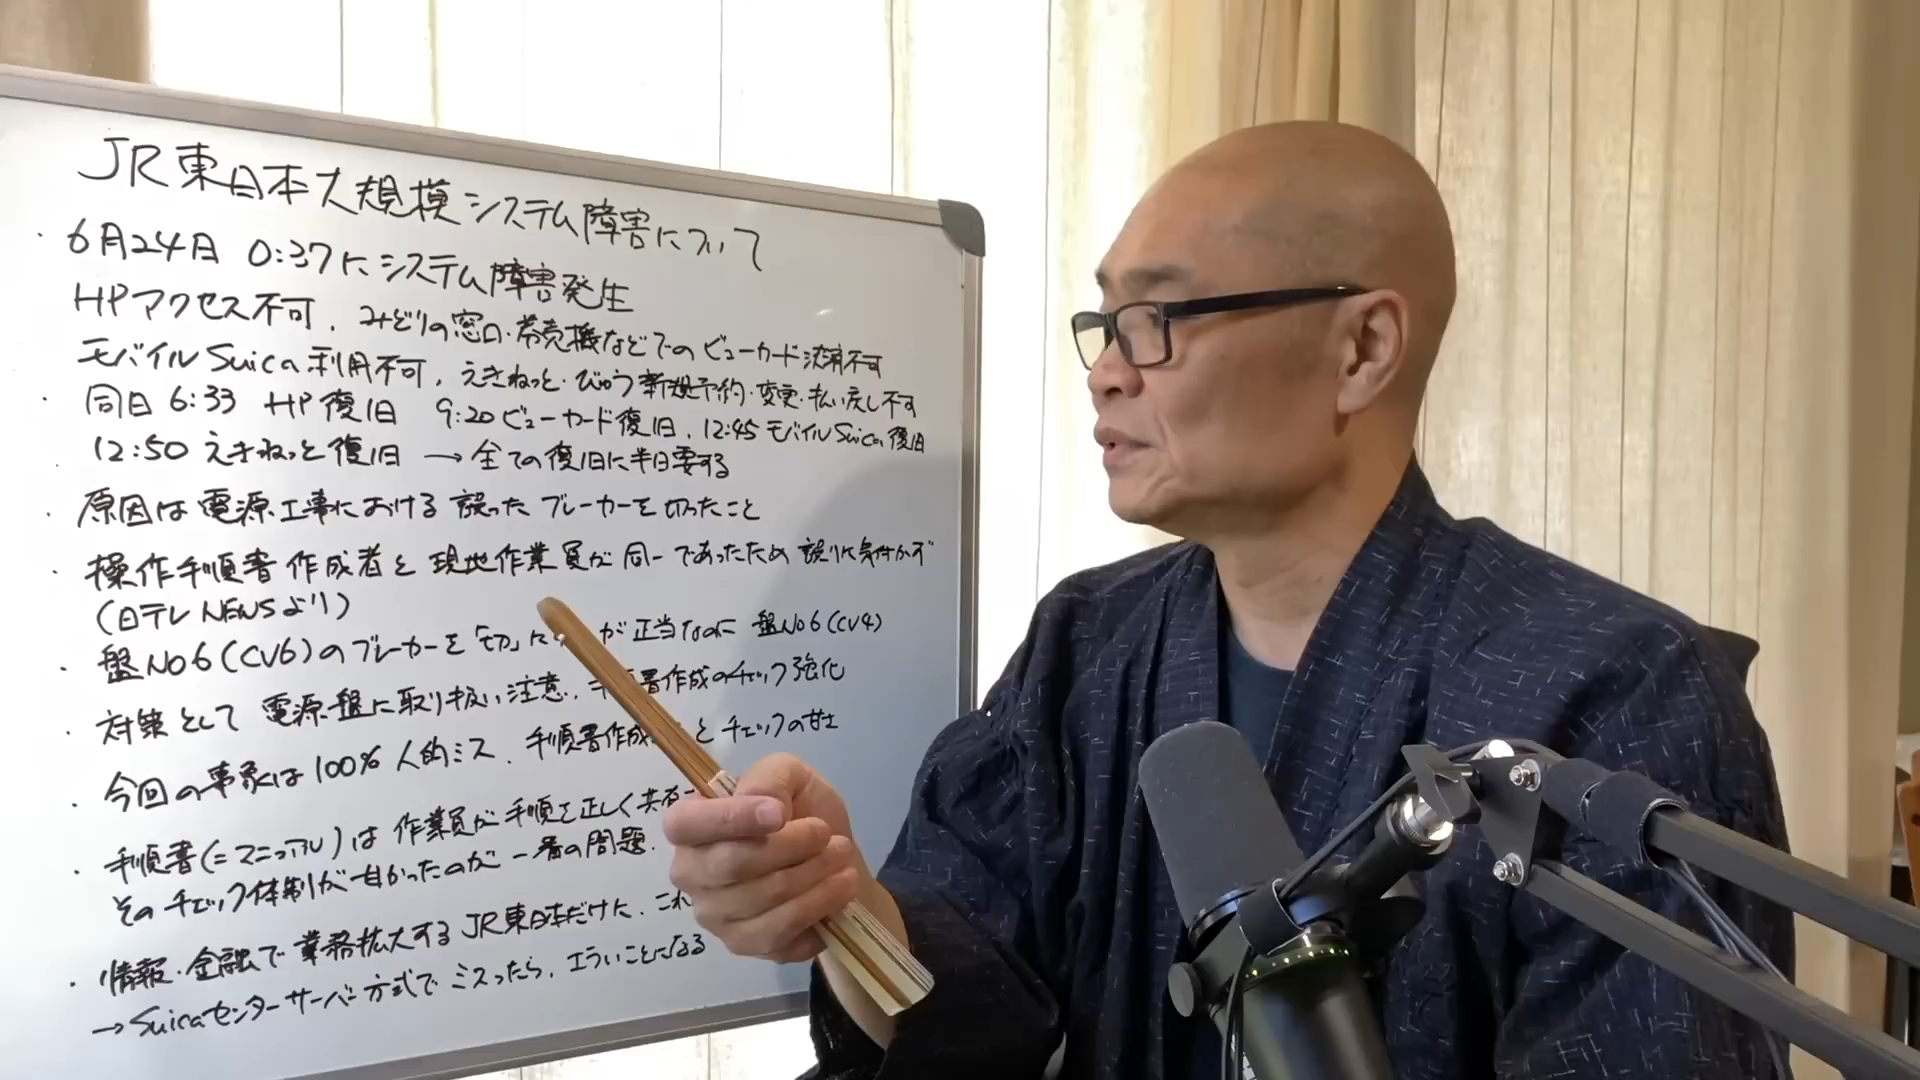 JR東日本大規模システム障害について
・6月24日 0:37にシステム障害発生
HPアクセス不可、みどりの窓口・券売機などでのビューカード決済不可
モバイルSuica利用不可、えきねっと・びゅう新規予約・変更・払い戻し不可
・同日6:33 HP復旧 9:20ビューカード復旧、12:45モバイルSuica復旧
12:50えきねっと復旧 →全ての復旧に半日要する
・原因は電源工事における誤ったブレーカーを切ったこと
・操作手順書作成者と現地作業員が同一であったため誤りに気付かず
(日テレNEWSより)
・盤No6(CV6)のブレーカーを「切」に が正当なのに 盤No6(CV4)
・対策として電源盤に取り扱い注意、手順書作成のチェック強化
・今回の事象は100%人的ミス、手順書作成 とチェックの甘さ
・手順書(=マニュアル)は作業員が手順を正しく共有
そのチェック体制が甘かったのが一番の問題
・情報・金融で業務拡大するJR東日本だけに、これ
→Suicaセンターサーバー方式でミスったら、エラいことになる